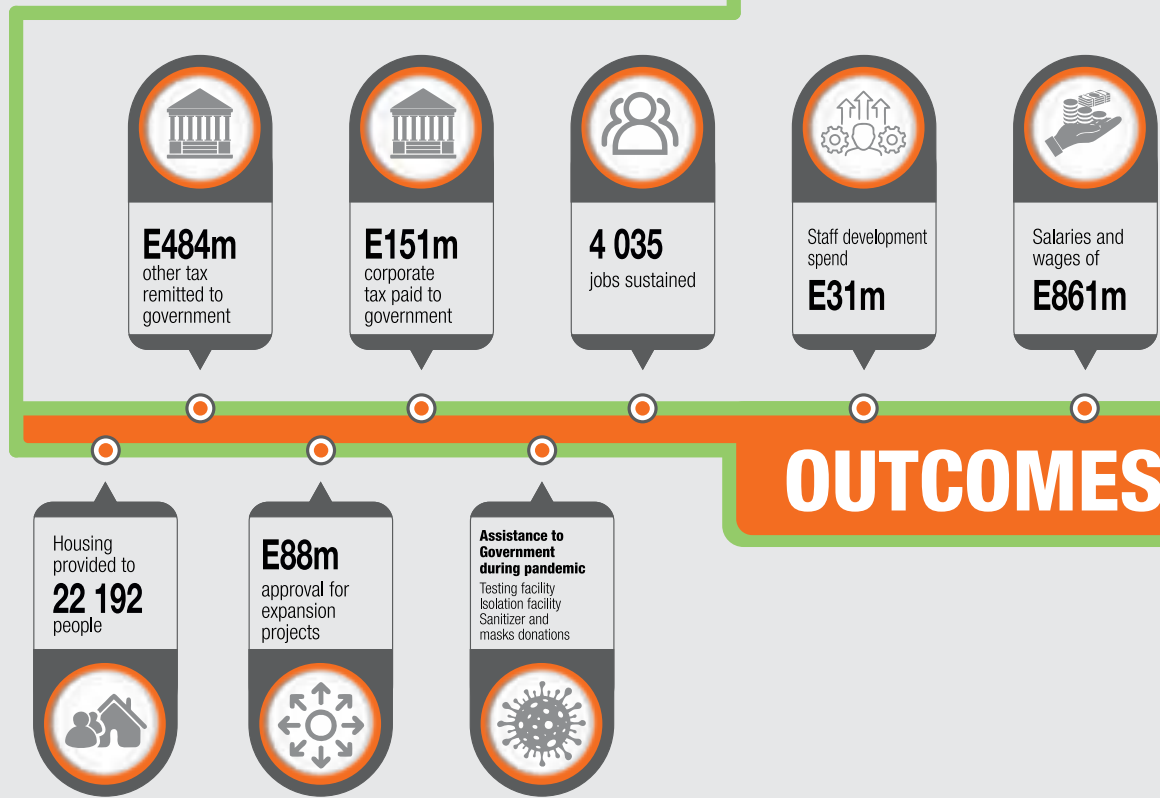 E484m
other tax
remitted to
government
E151m
corporate
tax paid to
government
4 035
jobs sustained
Staff development
spend
E31m
Salaries and
wages of
E861m
OUTCOMES
Housing
provided to
22 192
people
E88m
approval for
expansion
projects
Assistance to
Government
during pandemic
Testing facility
Isolation facility
Sanitizer and
masks donations